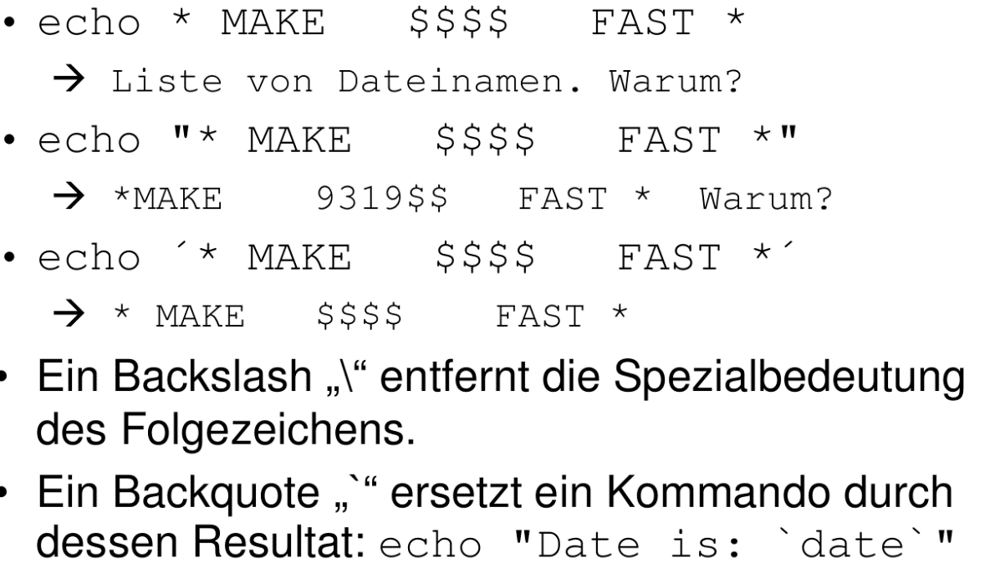 • echo * MAKE   $$$$   FAST *
→ Liste von Dateinamen. Warum?
• echo "* MAKE   $$$$   FAST *"
→ *MAKE    9319$$   FAST *  Warum?
• echo ´* MAKE   $$$$   FAST *´
→ * MAKE   $$$$    FAST *
• Ein Backslash „\“ entfernt die Spezialbedeutung
des Folgezeichens.
• Ein Backquote „`“ ersetzt ein Kommando durch
dessen Resultat: echo "Date is: `date`"